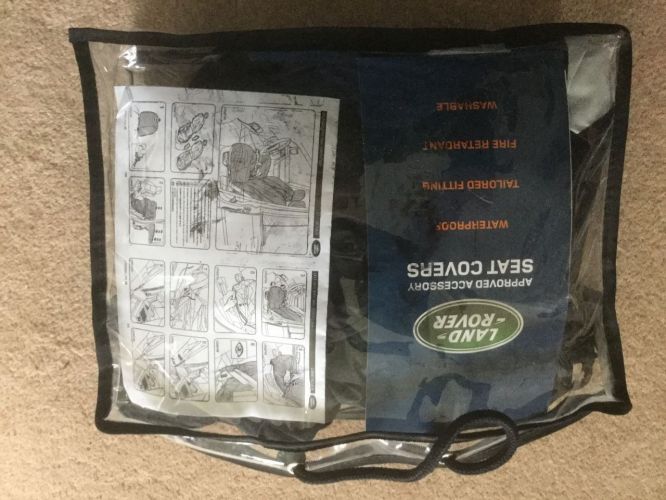 LAND-
-ROVER
APPROVED ACCESSORY
SEAT COVERS
WATERPROOF
TAILORED FITTING
FIRE RETARDANT
WASHABLE